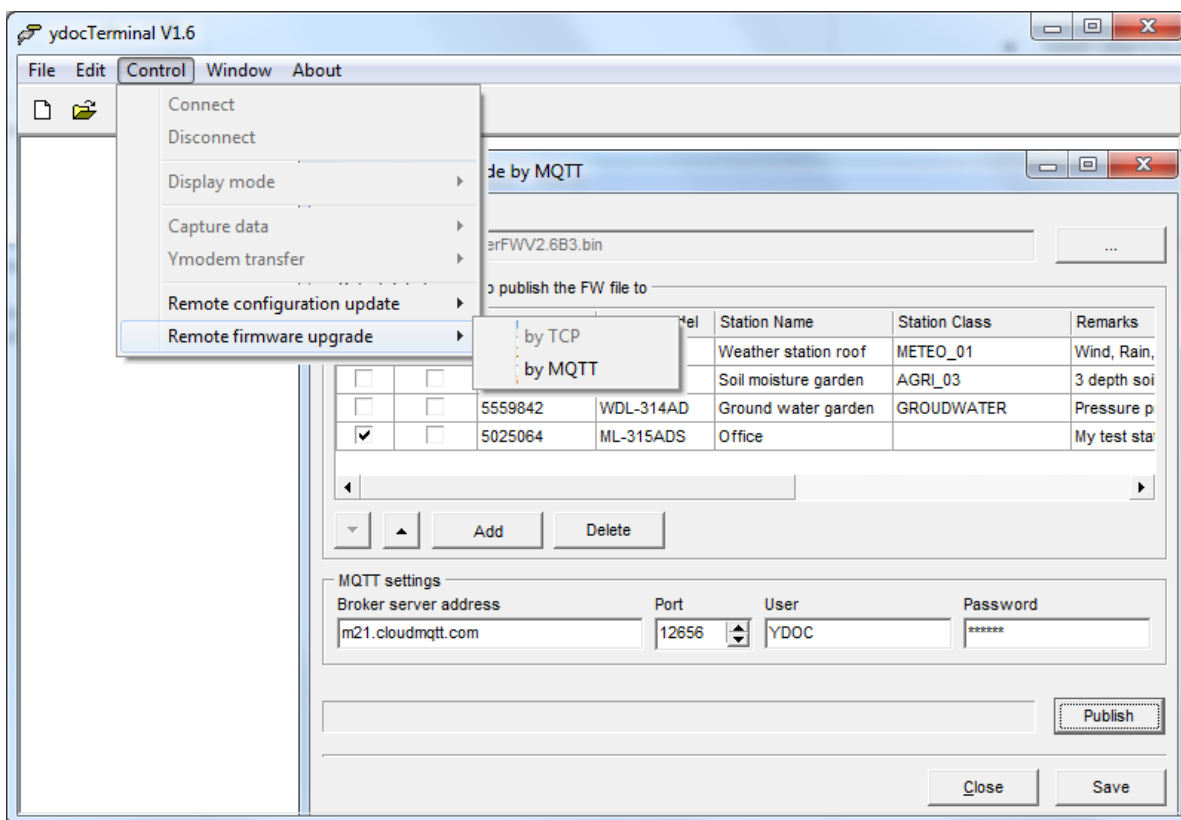 ydocTerminal V1.6
File Edit Control Window About
Connect
Disconnect
Display mode
Capture data
Ymodem transfer
Remote configuration update
Remote firmware upgrade
by TCP
by MQTT
by MQTT
erFWV2.6B3.bin
...
publish the FW file to
Station Name Station Class Remarks
Weather station roof METEO_01 Wind, Rain,
Soil moisture garden AGRI_03 3 depth soi
5559842 WDL-314AD Ground water garden GROUDWATER Pressure p
5025064 ML-315ADS Office My test sta
Add Delete
MQTT settings
Broker server address Port User Password
m21.cloudmqtt.com 12656 YDOC ******
Publish
Close Save